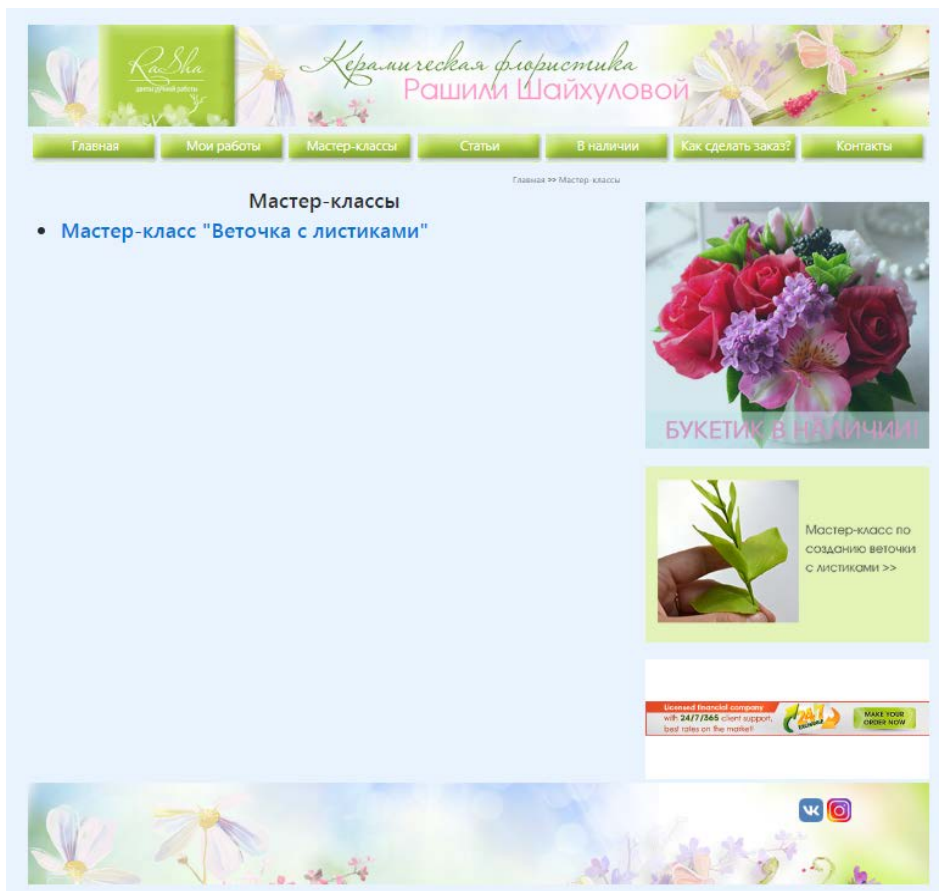 RaSha
цветы ручной работы
Керамическая флористика
Рашили Шайхуловой
Главная
Мои работы
Мастер-классы
Статьи
В наличии
Как сделать заказ?
Контакты
Главная >> Мастер-классы
Мастер-классы
• Мастер-класс "Веточка с листиками"
БУКЕТИК В НАЛИЧИИ!
Мастер-класс по
созданию веточки
с листиками >>
Licensed financial company
with 24/7/365 client support,
best rates on the market!
24/7
MAKE YOUR
ORDER NOW